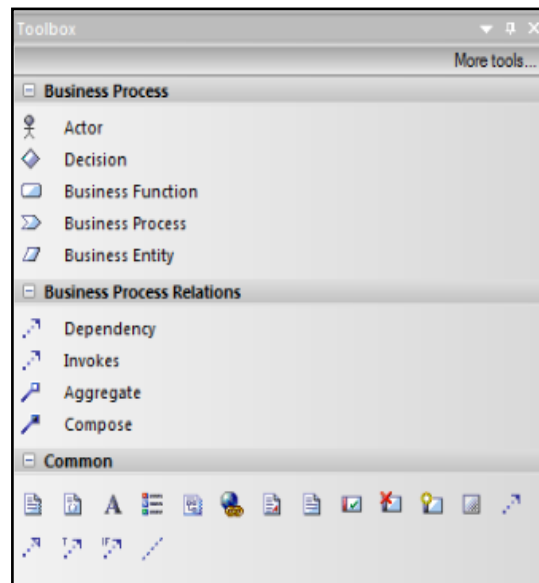 Toolbox
More tools...
Business Process
Actor
Decision
Business Function
Business Process
Business Entity
Business Process Relations
Dependency
Invokes
Aggregate
Compose
Common
A
T
IF